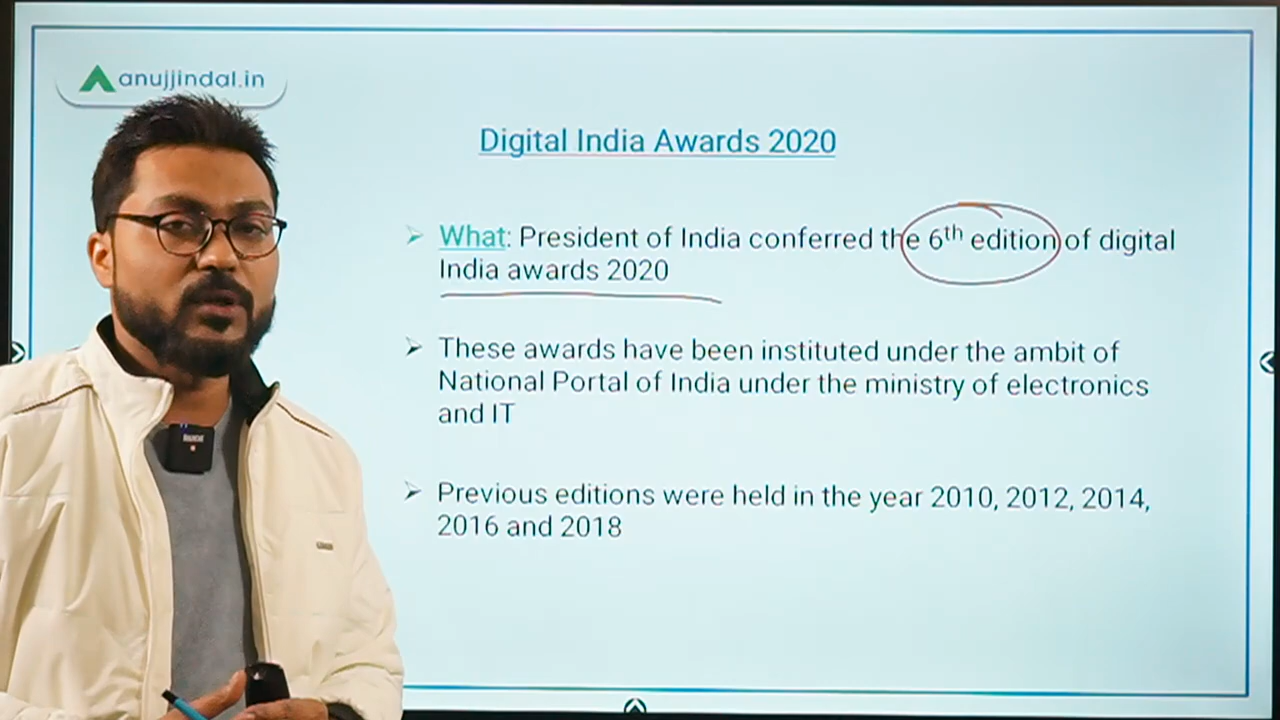 anujjindal.in
Digital India Awards 2020
➢ What: President of India conferred the 6th edition of digital
India awards 2020
➢ These awards have been instituted under the ambit of
National Portal of India under the ministry of electronics
and IT
➢ Previous editions were held in the year 2010, 2012, 2014,
2016 and 2018